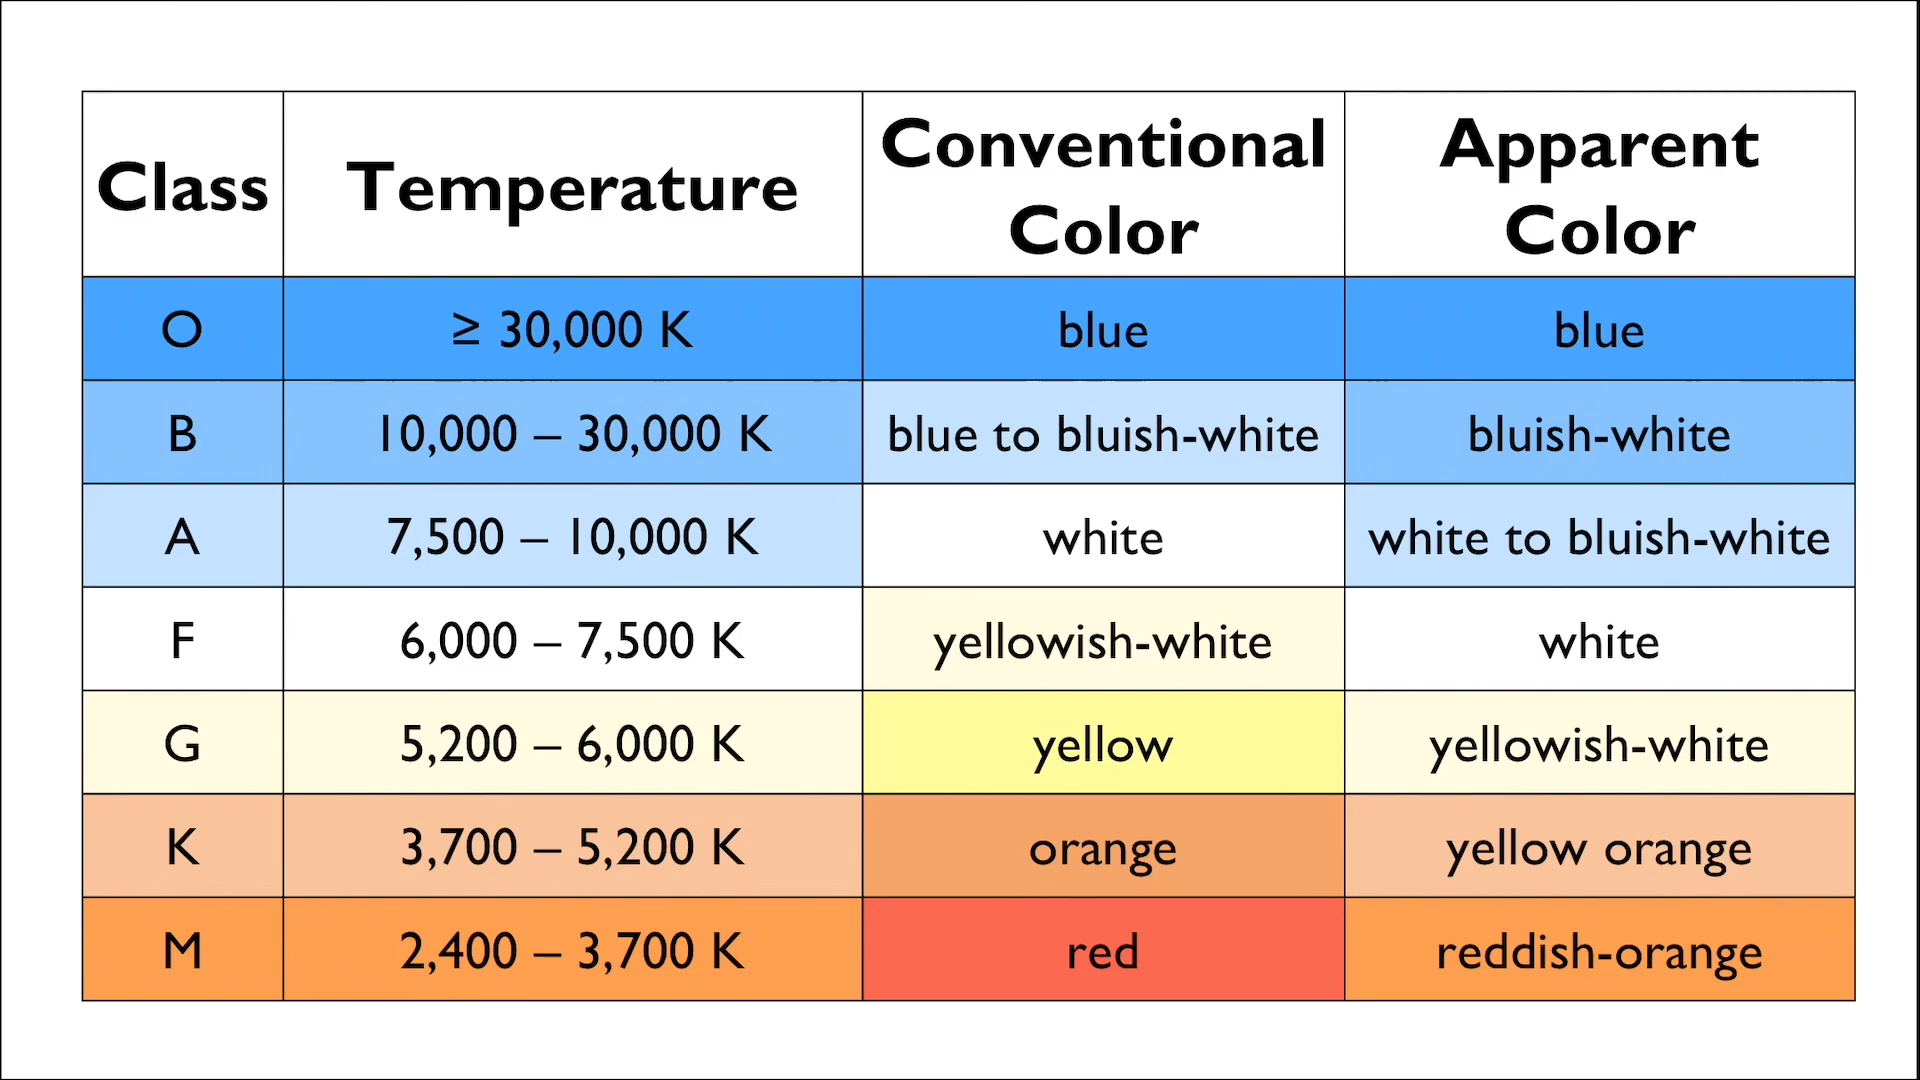 Class Temperature Conventional Color Apparent Color
O ≥ 30,000 K blue blue
B 10,000 – 30,000 K blue to bluish-white bluish-white
A 7,500 – 10,000 K white white to bluish-white
F 6,000 – 7,500 K yellowish-white white
G 5,200 – 6,000 K yellow yellowish-white
K 3,700 – 5,200 K orange yellow orange
M 2,400 – 3,700 K red reddish-orange